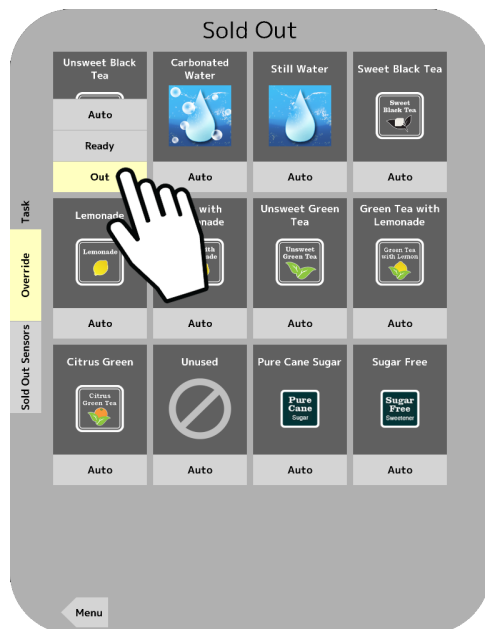 Sold Out
Unsweet Black
Tea
Auto
Ready
Out
Carbonated
Water
Auto
Still Water
Auto
Sweet Black Tea
Sweet
Black Tea
Auto
Task
Override
Sold Out Sensors
Lemonade
Lemonade
Auto
with
Auto
Unsweet Green
Tea
Unsweet
Green Tea
Auto
Green Tea with
Lemonade
Green Tea
with Lemon
Auto
Citrus Green
Citrus
Green Tea
Auto
Unused
Auto
Pure Cane Sugar
Pure
Cane
Sugar
Auto
Sugar Free
Sugar
Free
Sweetener
Auto
Menu